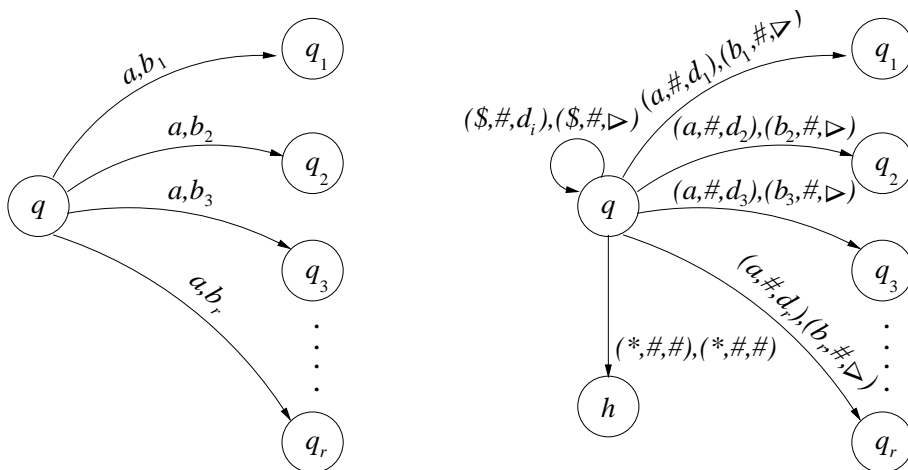 a,b₁
q₁
a,b₂
q₂
q
a,b₃
q₃
a,bᵣ
qᵣ
($,#,dᵢ),($,#,▷)
(a,#,d₁),(b₁,#,▷)
q₁
(a,#,d₂),(b₂,#,▷)
q₂
q
(a,#,d₃),(b₃,#,▷)
q₃
(a,#,dᵣ),(bᵣ,#,▷)
(*,#,#),(*,#,#)
h
qᵣ